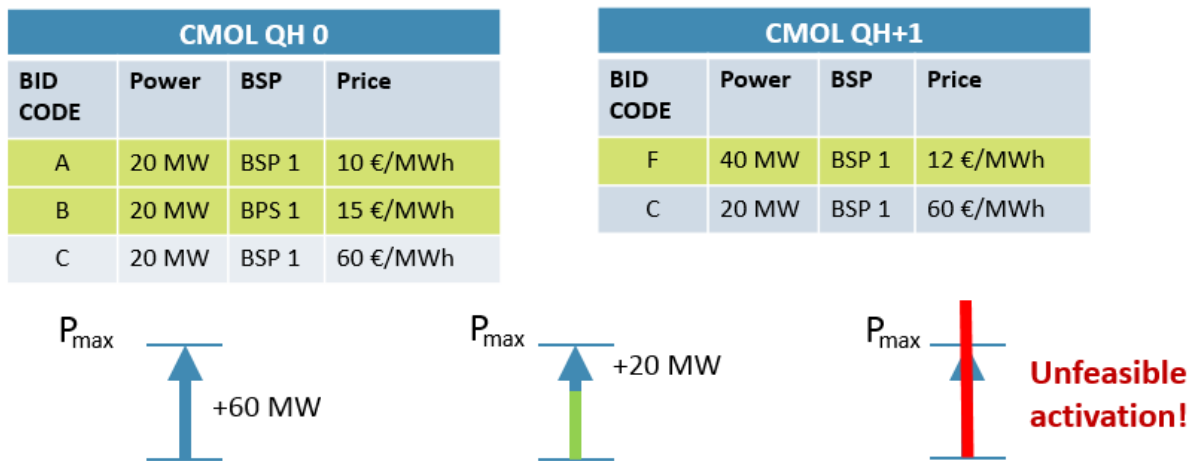 CMOL QH 0
BID CODE Power BSP Price
A 20 MW BSP 1 10 €/MWh
B 20 MW BPS 1 15 €/MWh
C 20 MW BSP 1 60 €/MWh
CMOL QH+1
BID CODE Power BSP Price
F 40 MW BSP 1 12 €/MWh
C 20 MW BSP 1 60 €/MWh
Pmax
+60 MW
Pmax
+20 MW
Pmax
Unfeasible
activation!